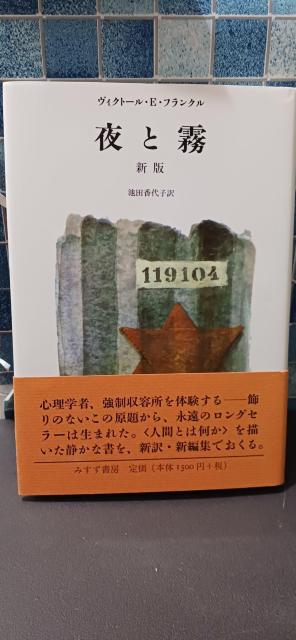 ヴィクトール・E・フランクル
夜と霧
新版
池田香代子訳
119104
心理学者、強制収容所を体験する──飾
りのないこの原題から、永遠のロングセ
ラーは生まれた。〈人間とは何か〉を描
いた静かな書を、新訳・新編集でおくる。
みすず書房 定価（本体1500円+税）